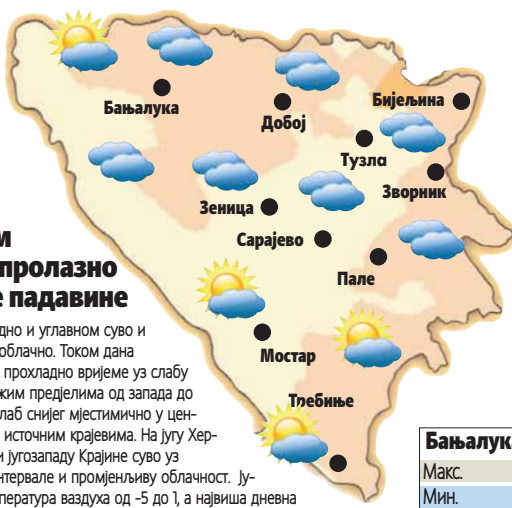 Бањалука
Добој
Бијељина
Тузла
Зворник
Зеница
Сарајево
Пале
Мостар
Требиње
м
пролазно
е падавине
дно и углавном суво и
облачно. Током дана
прохладно вријеме уз слабу
жим предјелима од запада до
лаб снијег мјестимично у цен-
источним крајевима. На југу Хер-
и југозападу Крајине суво уз
нтервале и промјенљиву облачност. Ју-
пература ваздуха од -5 до 1, а највиша дневна
Бањалук
Макс.
Мин.